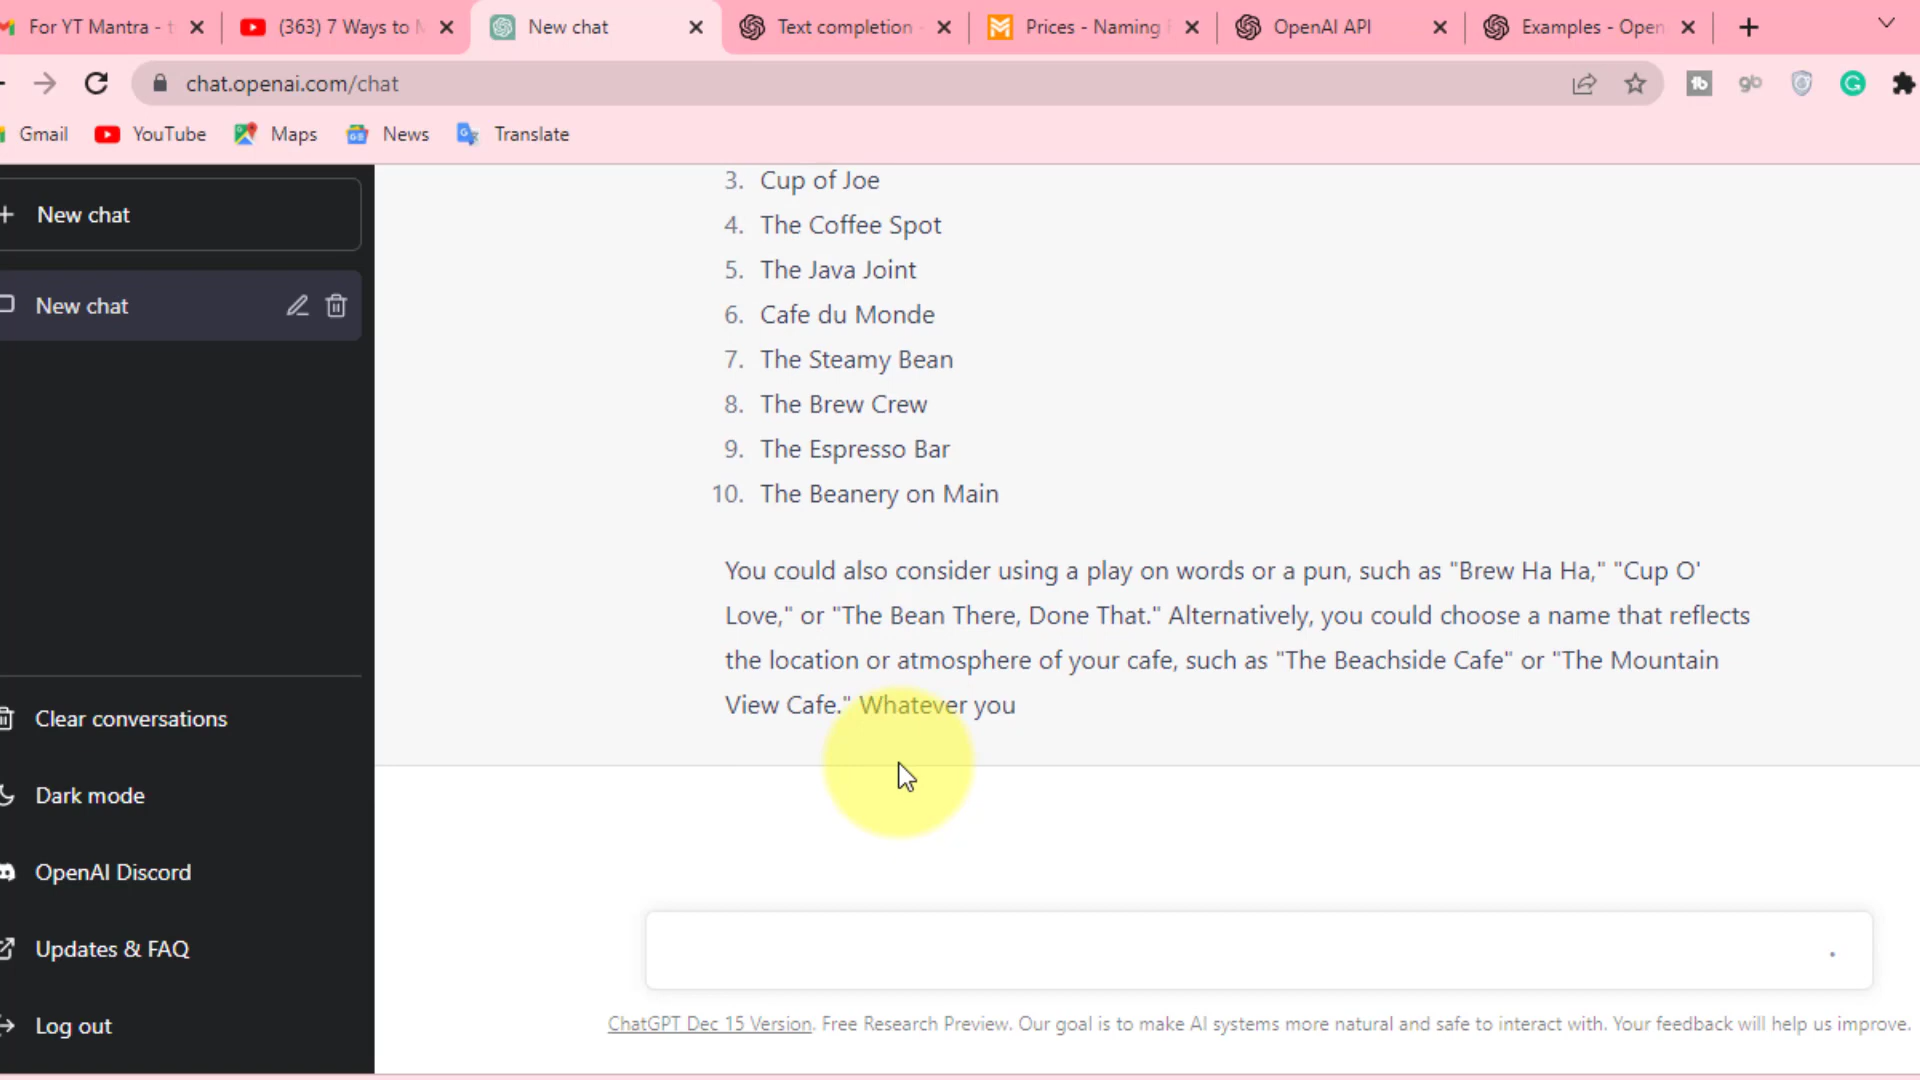 For YT Mantra - t
(363) 7 Ways to M
New chat
Text completion -
Prices - Naming
OpenAI API
Examples - Open
chat.openai.com/chat
Gmail
YouTube
Maps
News
Translate
New chat
New chat
Clear conversations
Dark mode
OpenAI Discord
Updates & FAQ
Log out
3. Cup of Joe
4. The Coffee Spot
5. The Java Joint
6. Cafe du Monde
7. The Steamy Bean
8. The Brew Crew
9. The Espresso Bar
10. The Beanery on Main
You could also consider using a play on words or a pun, such as "Brew Ha Ha," "Cup O'
Love," or "The Bean There, Done That." Alternatively, you could choose a name that reflects
the location or atmosphere of your cafe, such as "The Beachside Cafe" or "The Mountain
View Cafe." Whatever you
ChatGPT Dec 15 Version. Free Research Preview. Our goal is to make AI systems more natural and safe to interact with. Your feedback will help us improve.